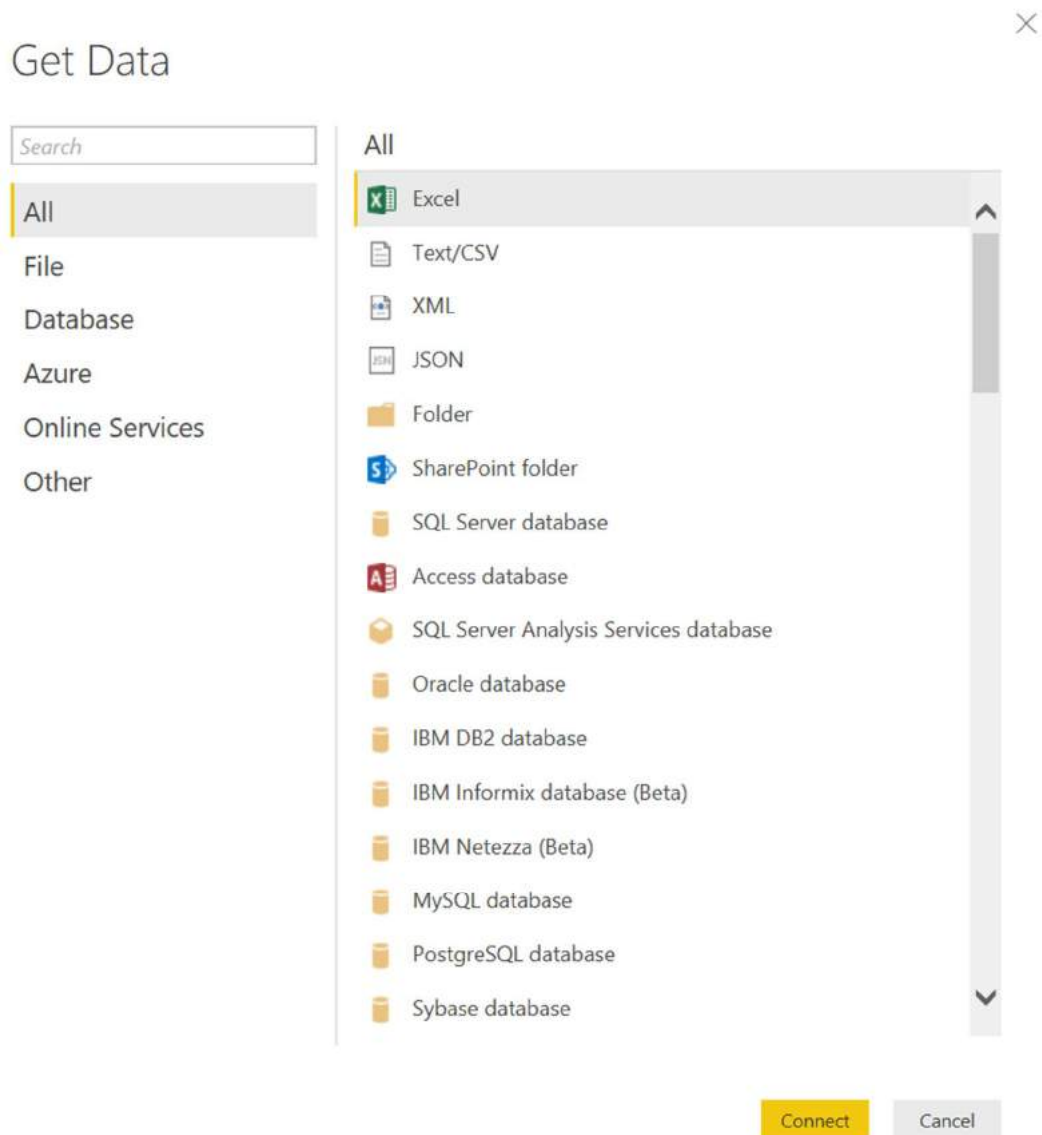 Get Data
Search
All
File
Database
Azure
Online Services
Other
All
Excel
Text/CSV
XML
JSON
Folder
SharePoint folder
SQL Server database
Access database
SQL Server Analysis Services database
Oracle database
IBM DB2 database
IBM Informix database (Beta)
IBM Netezza (Beta)
MySQL database
PostgreSQL database
Sybase database
Connect
Cancel